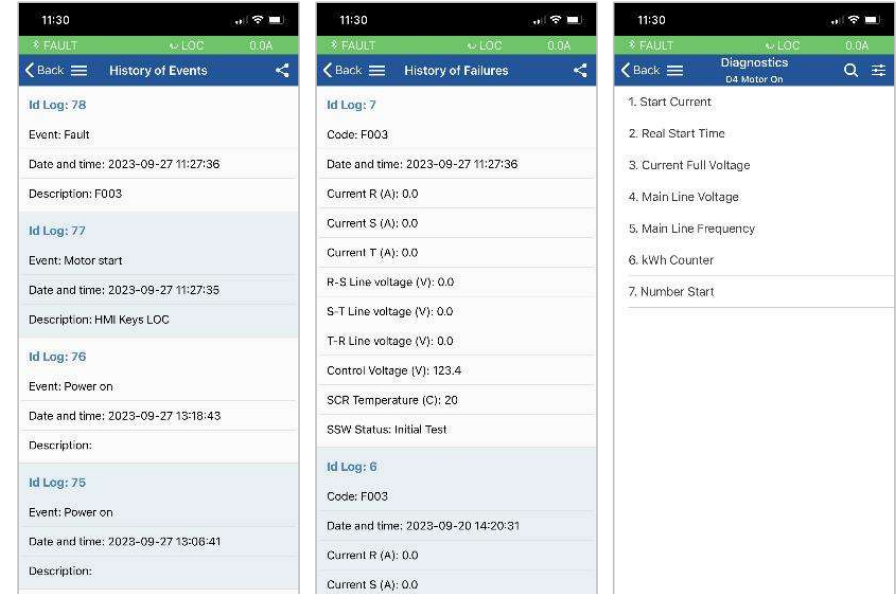 11:30
FAULT LOC 0.0A
Back History of Events
Id Log: 78
Event: Fault
Date and time: 2023-09-27 11:27:36
Description: F003
Id Log: 77
Event: Motor start
Date and time: 2023-09-27 11:27:35
Description: HMI Keys LOC
Id Log: 76
Event: Power on
Date and time: 2023-09-27 13:18:43
Description:
Id Log: 75
Event: Power on
Date and time: 2023-09-27 13:06:41
Description:
11:30
FAULT LOC 0.0A
Back History of Failures
Id Log: 7
Code: F003
Date and time: 2023-09-27 11:27:36
Current R (A): 0.0
Current S (A): 0.0
Current T (A): 0.0
R-S Line voltage (V): 0.0
S-T Line voltage (V): 0.0
T-R Line voltage (V): 0.0
Control Voltage (V): 123.4
SCR Temperature (C): 20
SSW Status: Initial Test
Id Log: 6
Code: F003
Date and time: 2023-09-20 14:20:31
Current R (A): 0.0
Current S (A): 0.0
11:30
FAULT LOC 0.0A
Back Diagnostics
D4 Motor On
1. Start Current
2. Real Start Time
3. Current Full Voltage
4. Main Line Voltage
5. Main Line Frequency
6. kWh Counter
7. Number Start